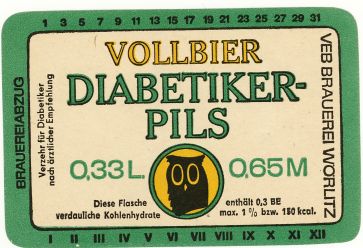 1 3 5 7 9 11 13 15 17 19 21 23 25 27 29 31
VOLLBIER
DIABETIKER-
PILS
BRAUEREIABZUG
Verzehr für Diabetiker
nach ärztlicher Empfehlung
VEB BRAUEREI WÖRLITZ
0,33L 0,65M
Diese Flasche enthält 0,3 BE
verdauliche Kohlenhydrate max. 1% bzw. 150 kcal.
I II III IV V VI VII VIII IX X XI XII